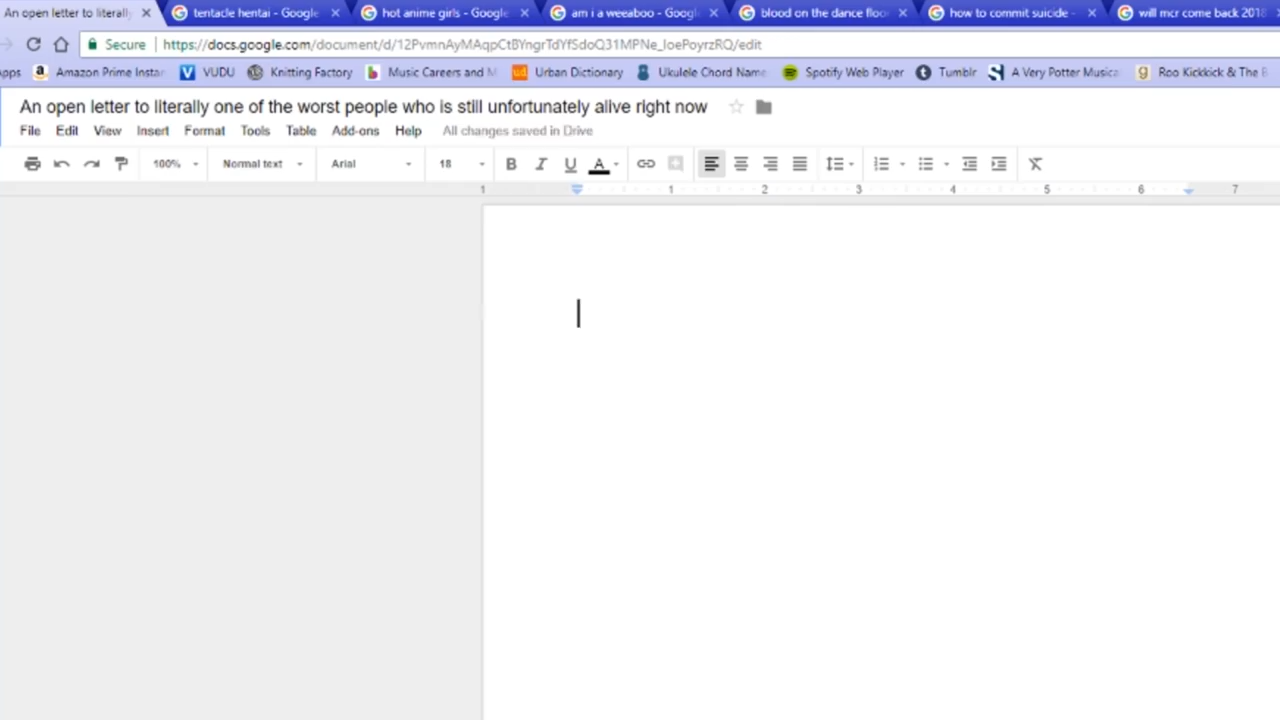 An open letter to literally tentacle hentai - Google hot anime girls - Google am i a weeaboo - Googl blood on the dance floo how to commit suicide - will mcr come back 2018
Secure https://docs.google.com/document/d/
Apps Amazon Prime Instan VUDU Knitting Factory Music Careers and M Urban Dictionary Ukulele Chord Name Spotify Web Player Tumblr A Very Potter Musica Roo Kickkick & The B
An open letter to literally one of the worst people who is still unfortunately alive right now
File Edit View Insert Format Tools Table Add-ons Help All changes saved in Drive
100% Normal text Arial 18 B I U A
1 1 2 3 4 5 6 7